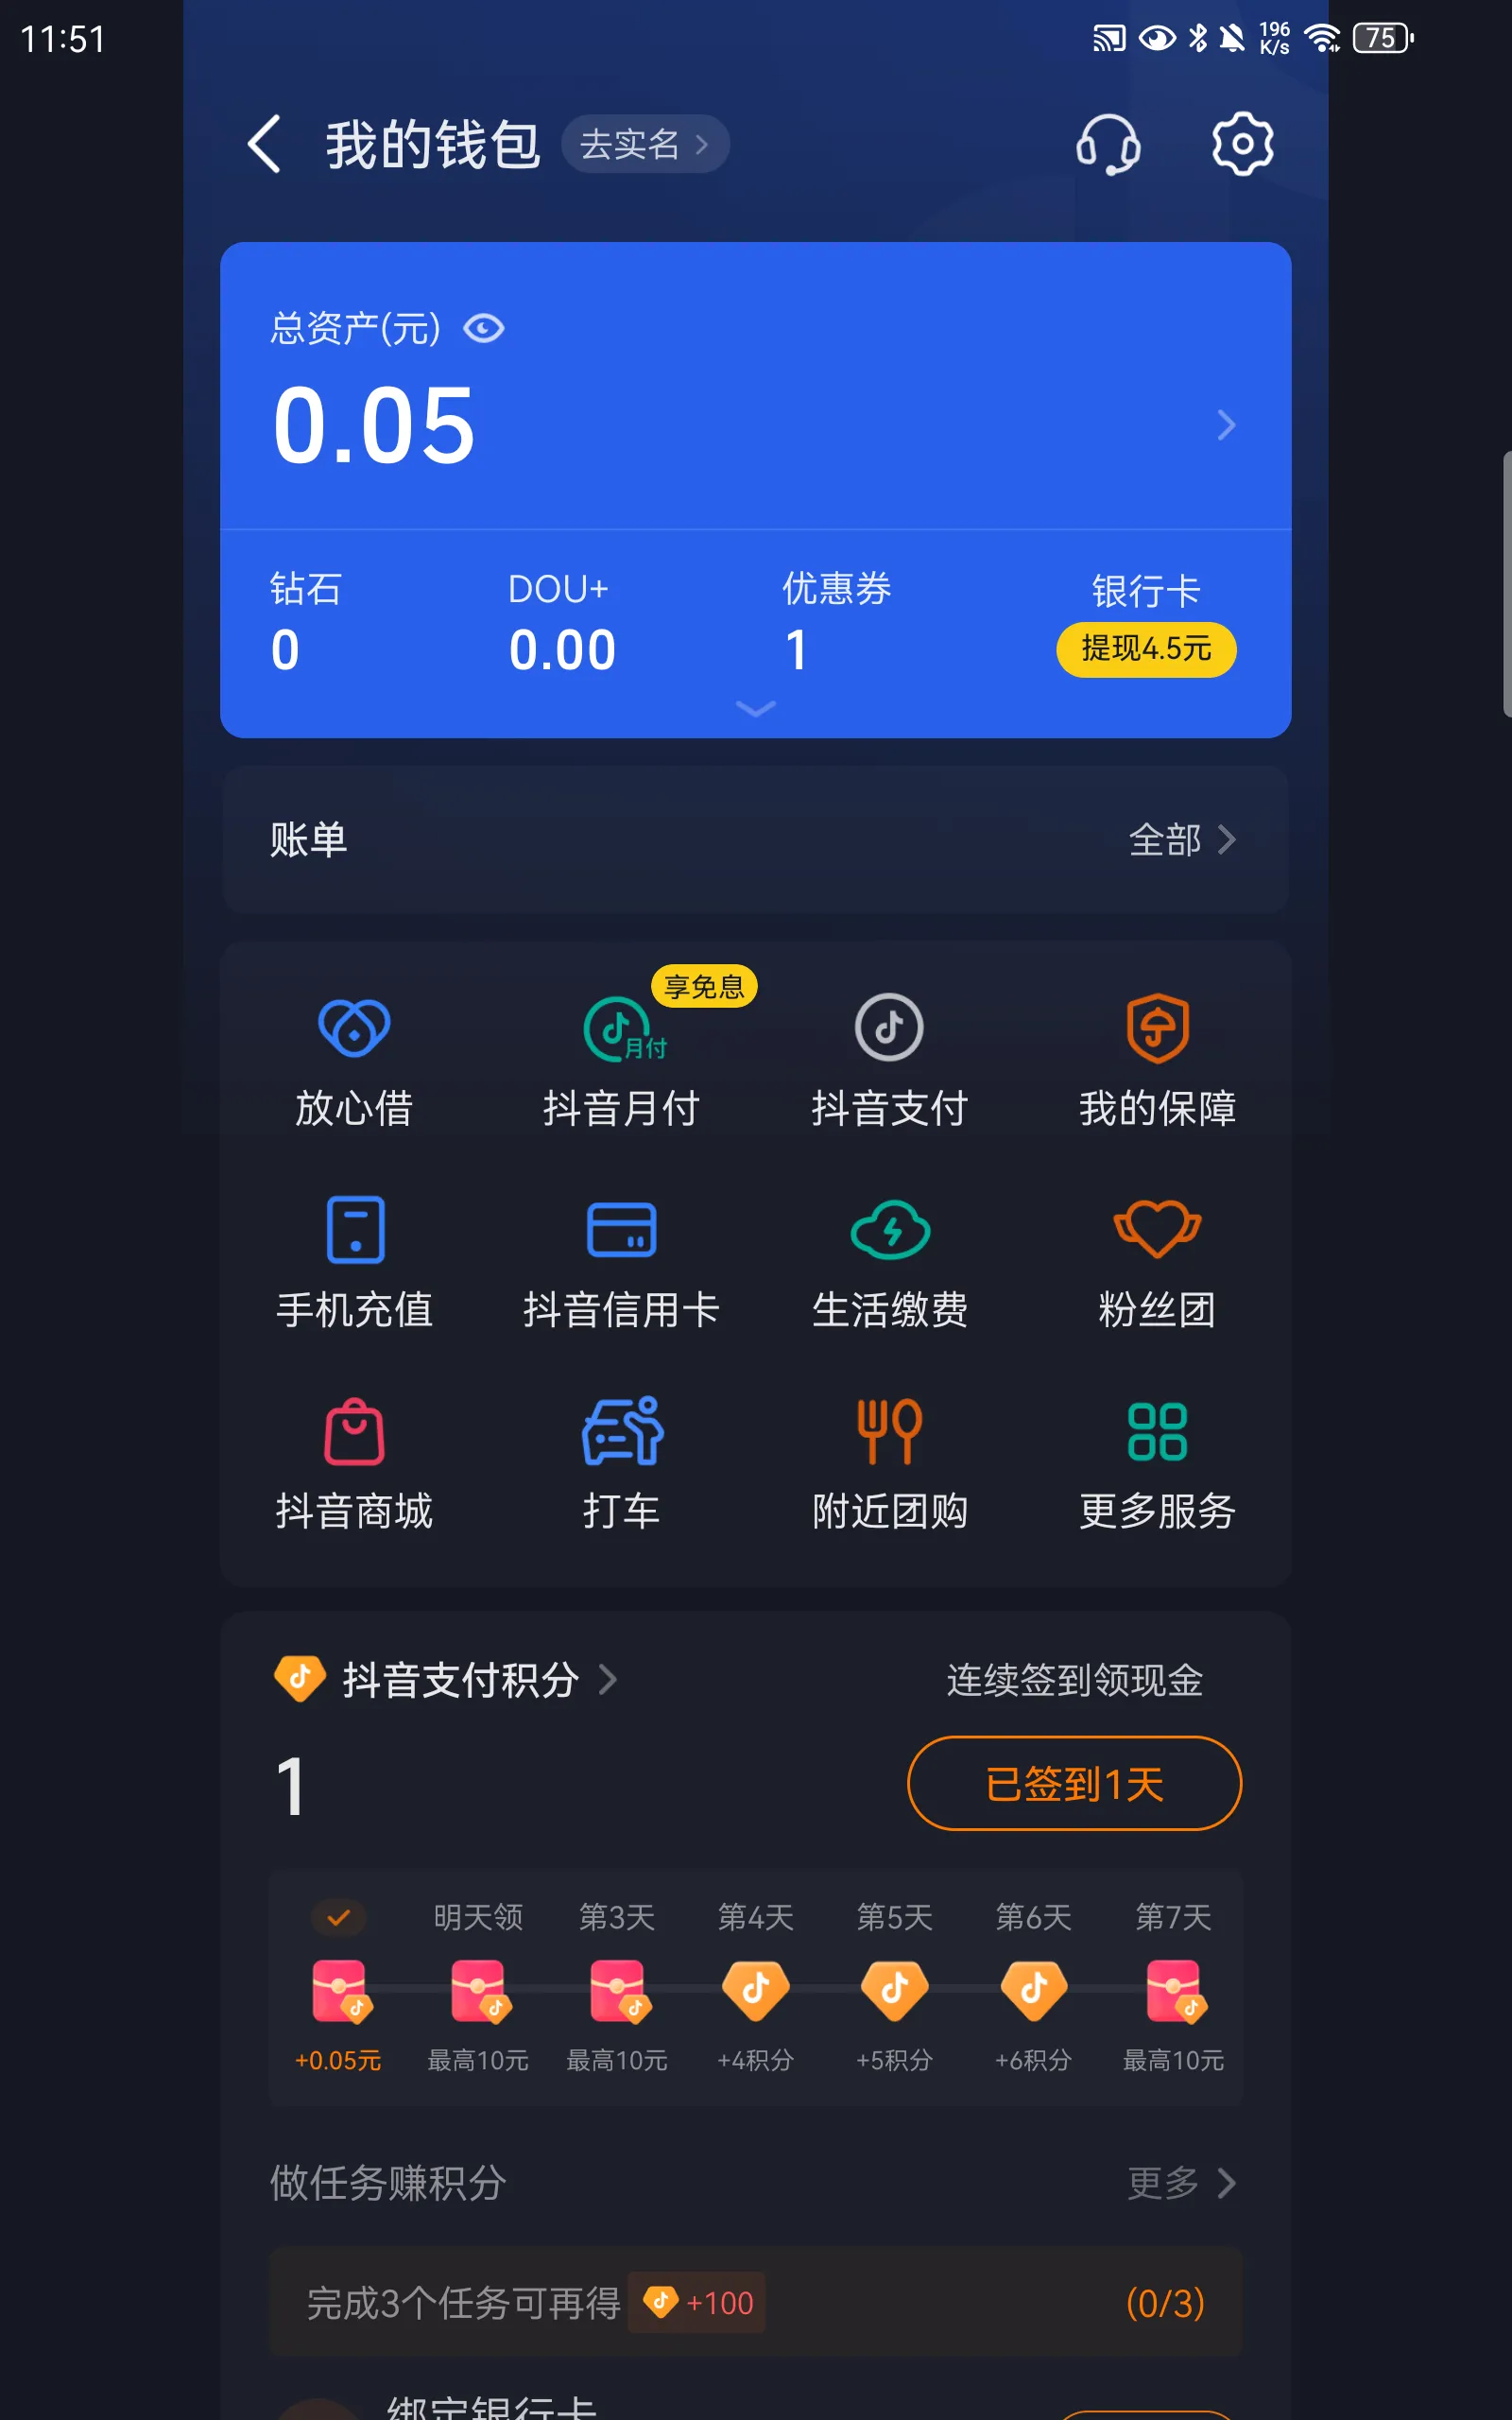 11:51
196
K/s
75
我的钱包
去实名
总资产(元)
0.05
钻石
DOU+
优惠券
银行卡
0
0.00
1
提现4.5元
账单
全部
享免息
月付
放心借
抖音月付
抖音支付
我的保障
手机充值
抖音信用卡
生活缴费
粉丝团
抖音商城
打车
附近团购
更多服务
抖音支付积分
连续签到领现金
1
已签到1天
明天领
第3天
第4天
第5天
第6天
第7天
+0.05元
最高10元
最高10元
+4积分
+5积分
+6积分
最高10元
做任务赚积分
更多
完成3个任务可再得
+100
(0/3)
绑定银行卡